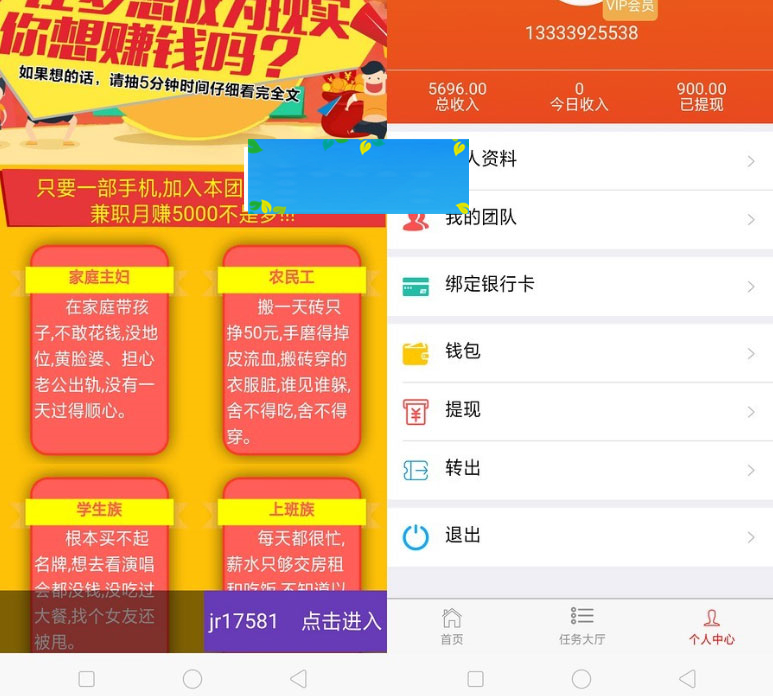 你想赚钱吗?
如果想的话，请抽5分钟时间仔细看完全文
只要一部手机,加入本团
兼职月赚5000不是梦!!!
家庭主妇
在家庭带孩
子,不敢花钱,没地
位,黄脸婆、担心
老公出轨,没有一
天过得顺心。
农民工
搬一天砖只
挣50元,手磨得掉
皮流血,搬砖穿的
衣服脏,谁见谁躲,
舍不得吃,舍不得
穿。
学生族
根本买不起
名牌,想去看演唱
会都没钱,没吃过
大餐,找个女友还
被甩。
上班族
每天都很忙,
薪水只够交房租
和吃饭,不知道以
jr17581 点击进入
VIP会员
13333925538
5696.00
总收入
0
今日收入
900.00
已提现
人资料
我的团队
绑定银行卡
钱包
提现
转出
退出
首页
任务大厅
个人中心